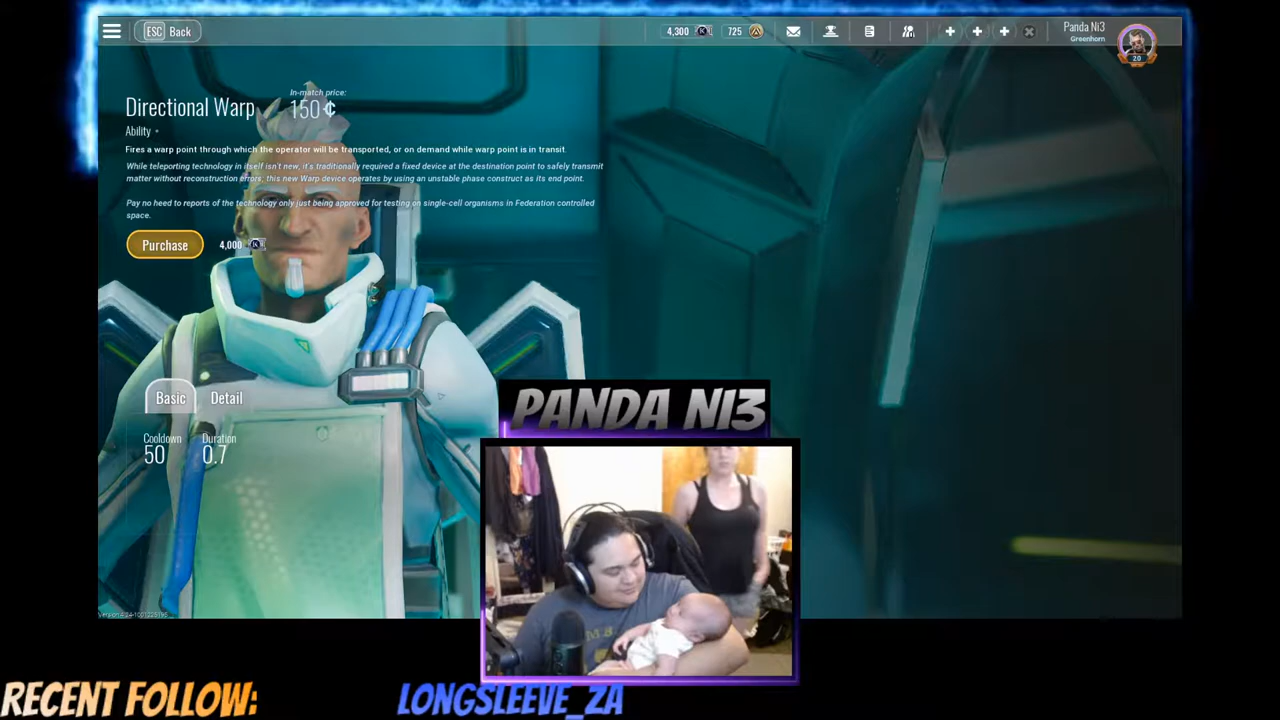 ESC Back
4,300
725
Panda Ni3
Greenhorn
20
Directional Warp
In-match price:
150 ¢
Ability
Fires a warp point through which the operator will be transported, or on demand while warp point is in transit.
While teleporting technology in itself isn't new, it's traditionally required a fixed device at the destination point to safely transmit
matter without reconstruction errors, this new Warp device operates by using an unstable phase construct as its end point.
Pay no heed to reports of the technology only just being approved for testing on single-cell organisms in Federation controlled
space.
Purchase 4,000 K
Basic Detail
Cooldown Duration
50 0.7
PANDA NI3
RECENT FOLLOW: LONGSLEEVE_ZA